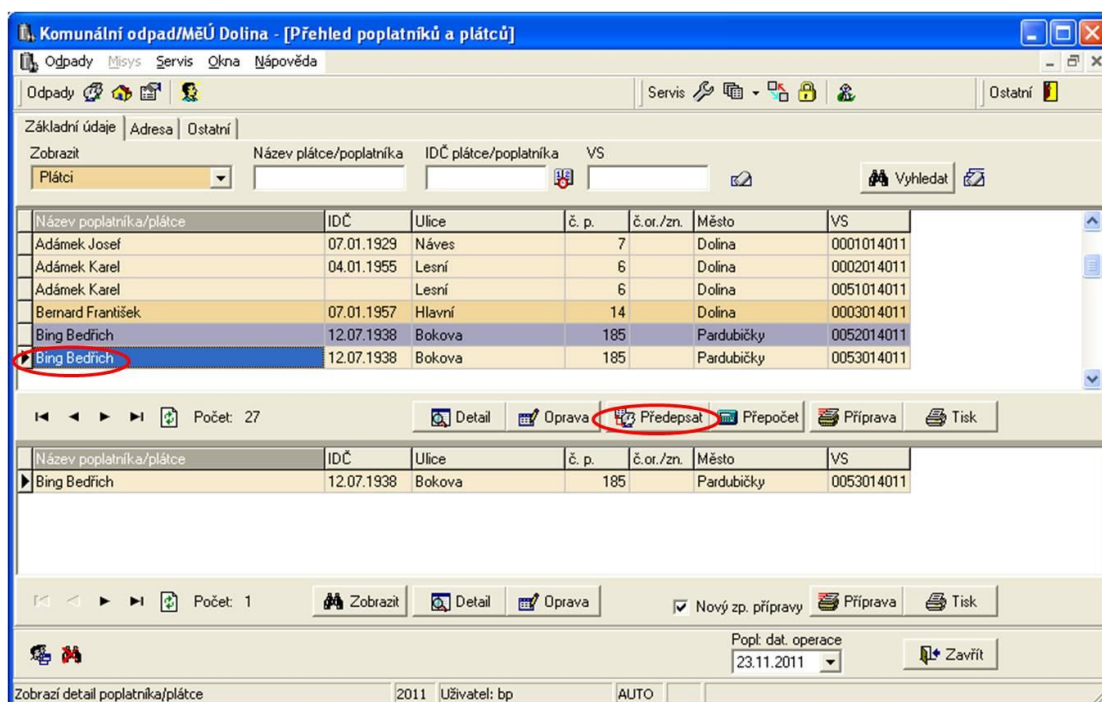 Komunální odpad/MěÚ Dolina - [Přehled poplatníků a plátců]
Odpady Misys Servis Okna Nápověda
Odpady Servis Ostatní
Základní údaje Adresa Ostatní
Zobrazit Název plátce/poplatníka IDČ plátce/poplatníka VS
Plátci Vyhledat
Název poplatníka/plátce IDČ Ulice č. p. č.or./zn. Město VS
Adámek Josef 07.01.1929 Náves 7 Dolina 0001014011
Adámek Karel 04.01.1955 Lesní 6 Dolina 0002014011
Adámek Karel Lesní 6 Dolina 0051014011
Bernard František 07.01.1957 Hlavní 14 Dolina 0003014011
Bing Bedřich 12.07.1938 Bokova 185 Pardubičky 0052014011
Bing Bedřich 12.07.1938 Bokova 185 Pardubičky 0053014011
Počet: 27 Detail Oprava Předepsat Přepočet Příprava Tisk
Název poplatníka/plátce IDČ Ulice č. p. č.or./zn. Město VS
Bing Bedřich 12.07.1938 Bokova 185 Pardubičky 0053014011
Počet: 1 Zobrazit Detail Oprava Nový zp. přípravy Příprava Tisk
Popl: dat. operace
23.11.2011 Zavřít
Zobrazí detail poplatníka/plátce 2011 Uživatel: bp AUTO